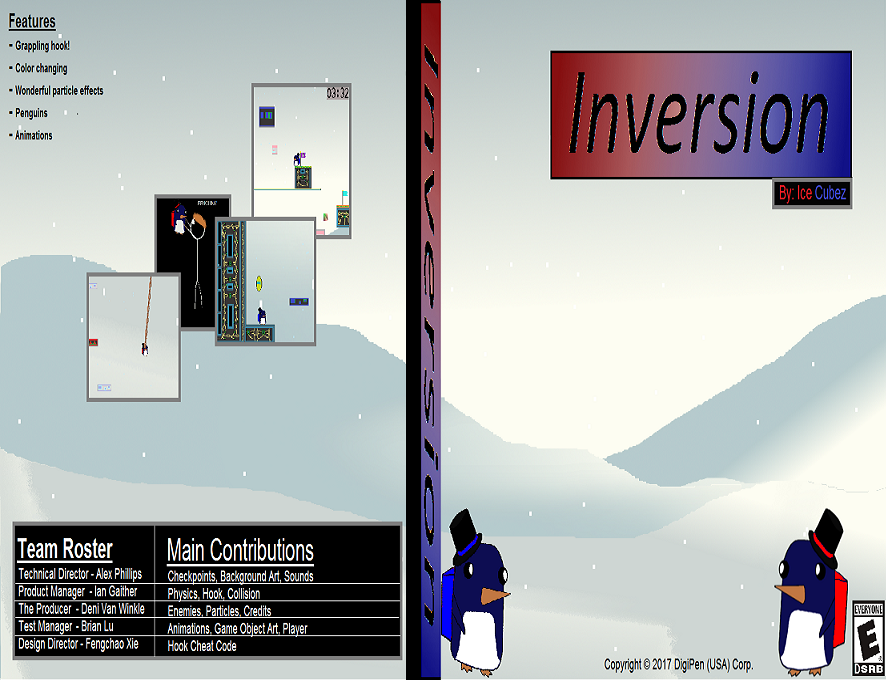 Features
- Grappling hook!
- Color changing
- Wonderful particle effects
- Penguins
- Animations
03:32
Inversion
Inversion
By: Ice Cubez
Team Roster
Main Contributions
Technical Director - Alex Phillips
Checkpoints, Background Art, Sounds
Product Manager - Ian Gaither
Physics, Hook, Collision
The Producer - Deni Van Winkle
Enemies, Particles, Credits
Test Manager - Brian Lu
Animations, Game Object Art, Player
Design Director - Fengchao Xie
Hook Cheat Code
Copyright © 2017 DigiPen (USA) Corp.
EVERYONE
E
DSRB